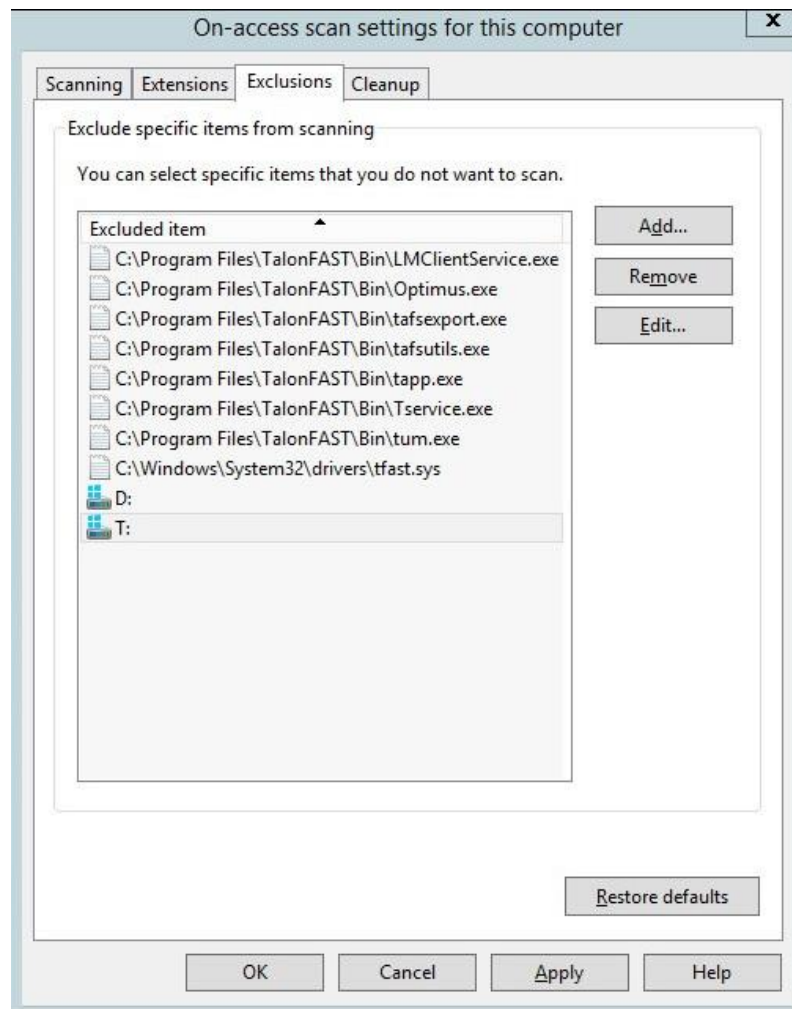 On-access scan settings for this computer
x
Scanning Extensions Exclusions Cleanup
Exclude specific items from scanning
You can select specific items that you do not want to scan.
Excluded item
C:\Program Files\TalonFAST\Bin\LMClientService.exe
C:\Program Files\TalonFAST\Bin\Optimus.exe
C:\Program Files\TalonFAST\Bin\tafsexport.exe
C:\Program Files\TalonFAST\Bin\tafsutils.exe
C:\Program Files\TalonFAST\Bin\tapp.exe
C:\Program Files\TalonFAST\Bin\Tservice.exe
C:\Program Files\TalonFAST\Bin\tum.exe
C:\Windows\System32\drivers\tfast.sys
D:
T:
Add...
Remove
Edit...
Restore defaults
OK Cancel Apply Help